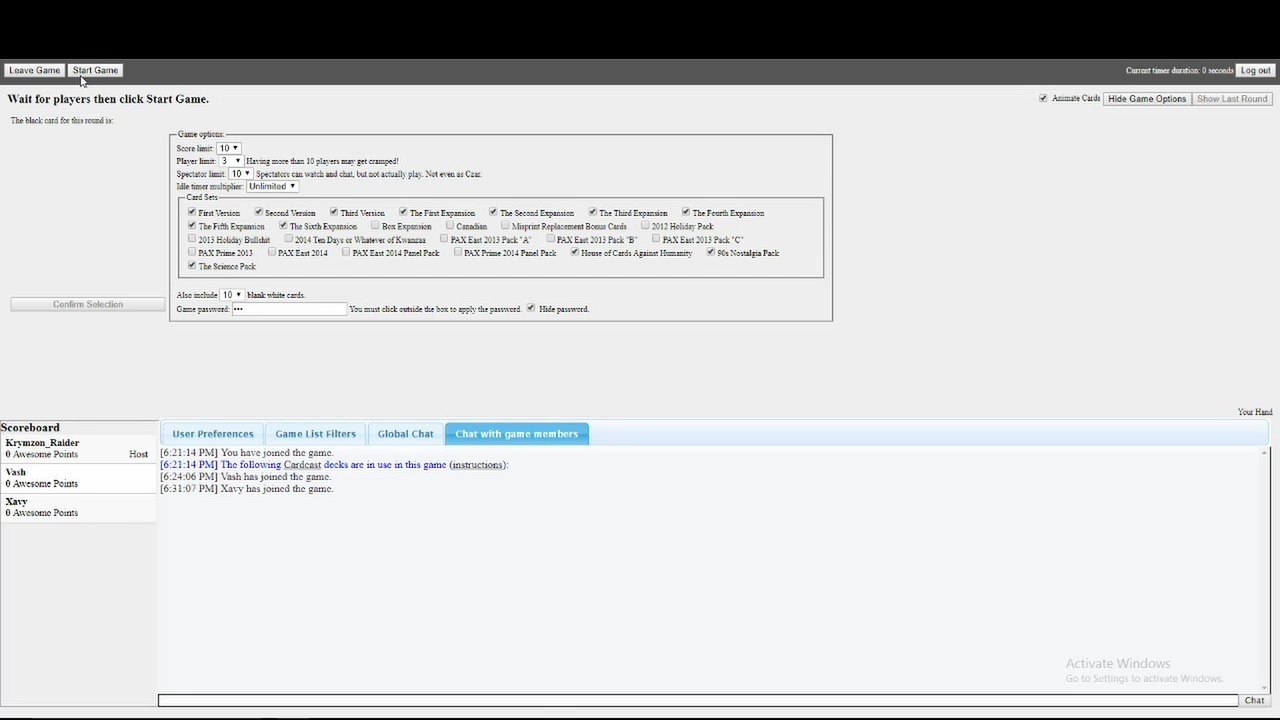 Leave Game Start Game Current timer duration: 0 seconds Log out
Wait for players then click Start Game. Animate Cards Hide Game Options Show Last Round
The black card for this round is:
Game options:
Score limit: 10
Player limit: 3 Having more than 10 players may get cramped!
Spectator limit: 10 Spectators can watch and chat, but not actually play. Not even as Czar.
Idle timer multiplier: Unlimited
Card Sets
First Version Second Version Third Version The First Expansion The Second Expansion The Third Expansion The Fourth Expansion
The Fifth Expansion The Sixth Expansion Box Expansion Canadian Misprint Replacement Bonus Cards 2012 Holiday Pack
2013 Holiday Bullshit 2014 Ten Days or Whatever of Kwanzaa PAX East 2013 Pack "A" PAX East 2013 Pack "B" PAX East 2013 Pack "C"
PAX Prime 2013 PAX East 2014 PAX East 2014 Panel Pack PAX Prime 2014 Panel Pack House of Cards Against Humanity 90s Nostalgia Pack
The Science Pack
Also include 10 blank white cards.
Confirm Selection
Game password: ••• You must click outside the box to apply the password. Hide password.
Your Hand
Scoreboard
Krymzon_Raider
0 Awesome Points Host
Vash
0 Awesome Points
Xavy
0 Awesome Points
User Preferences Game List Filters Global Chat Chat with game members
[6:21:14 PM] You have joined the game.
[6:21:14 PM] The following Cardcast decks are in use in this game (instructions):
[6:24:06 PM] Vash has joined the game.
[6:31:07 PM] Xavy has joined the game.
Activate Windows
Go to Settings to activate Windows.
Chat